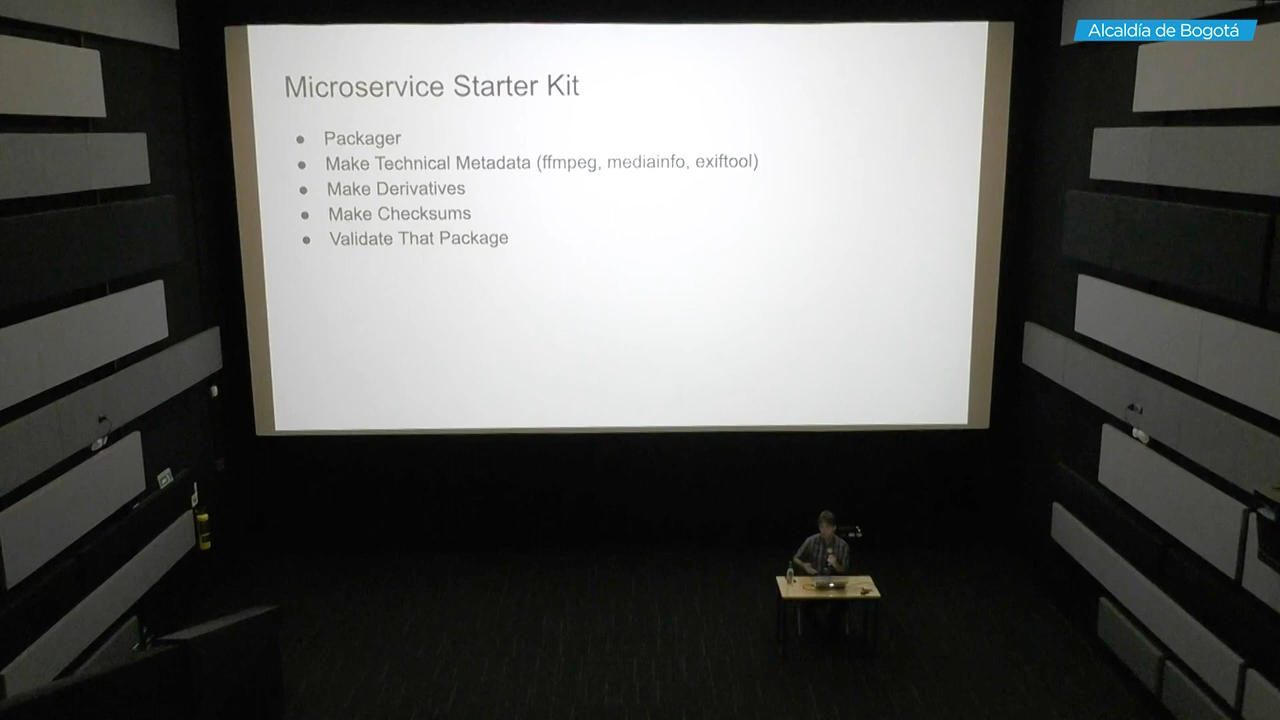 Alcaldía de Bogotá
Microservice Starter Kit
● Packager
● Make Technical Metadata (ffmpeg, mediainfo, exiftool)
● Make Derivatives
● Make Checksums
● Validate That Package